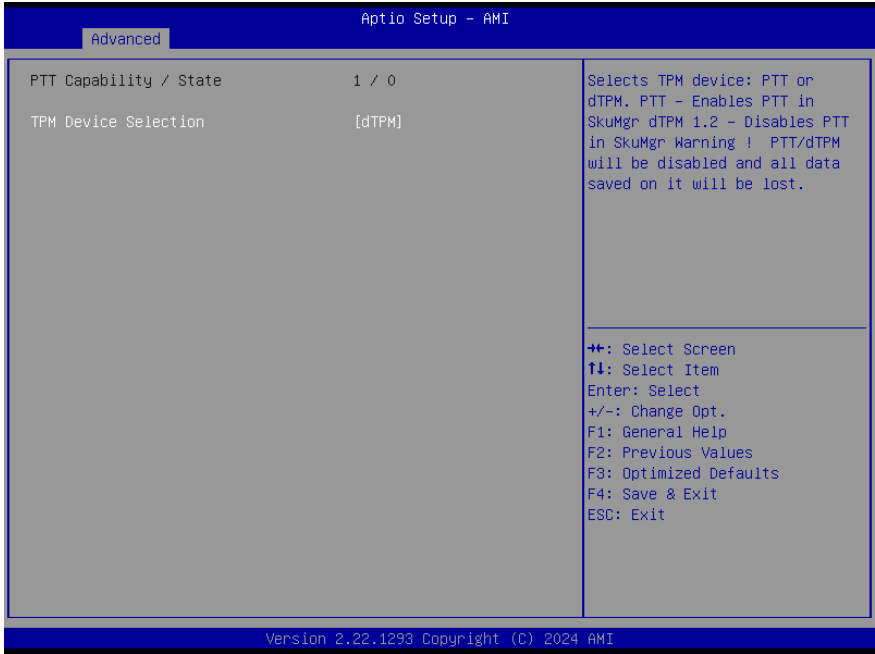 Aptio Setup – AMI
Advanced
PTT Capability / State 1 / 0
TPM Device Selection [dTPM]
Selects TPM device: PTT or
dTPM. PTT – Enables PTT in
SkuMgr dTPM 1.2 – Disables PTT
in SkuMgr Warning ! PTT/dTPM
will be disabled and all data
saved on it will be lost.
→←: Select Screen
↑↓: Select Item
Enter: Select
+/–: Change Opt.
F1: General Help
F2: Previous Values
F3: Optimized Defaults
F4: Save & Exit
ESC: Exit
Version 2.22.1293 Copyright (C) 2024 AMI